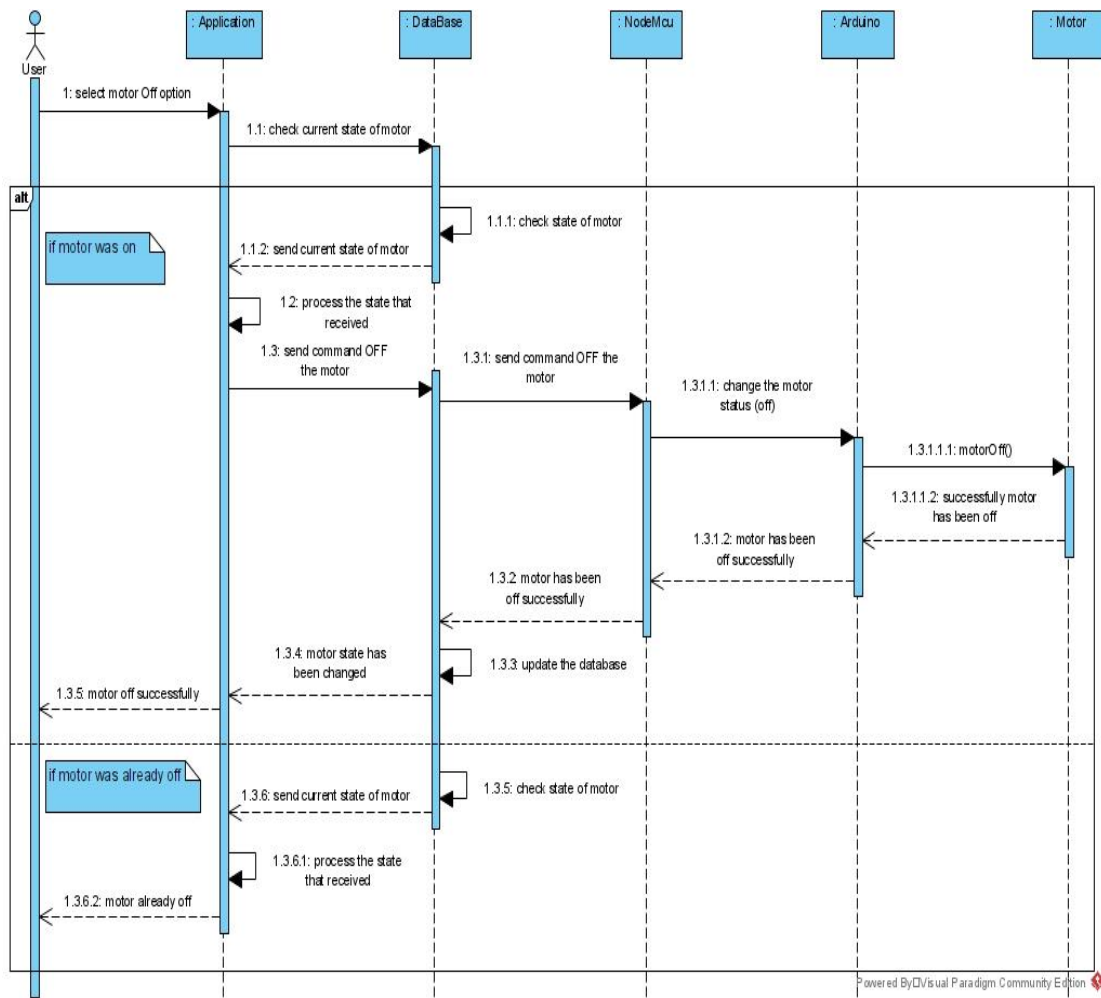 : Application
: DataBase
: NodeMcu
: Arduino
: Motor
User
1: select motor Off option
1.1: check current state of motor
alt
1.1.1: check state of motor
if motor was on
1.1.2: send current state of motor
1.2: process the state that
received
1.3: send command OFF
the motor
1.3.1: send command OFF the
motor
1.3.1.1: change the motor
status (off)
1.3.1.1.1: motorOff()
1.3.1.1.2: successfully motor
has been off
1.3.1.2: motor has been
off successfully
1.3.2 motor has been
off successfully
1.3.3: update the database
1.3.4: motor state has
been changed
1.3.5: motor off successfully
if motor was already off
1.3.5: check state of motor
1.3.6: send current state of motor
1.3.6.1: process the state
that received
1.3.6.2: motor already off
Powered By□Visual Paradigm Community Edition